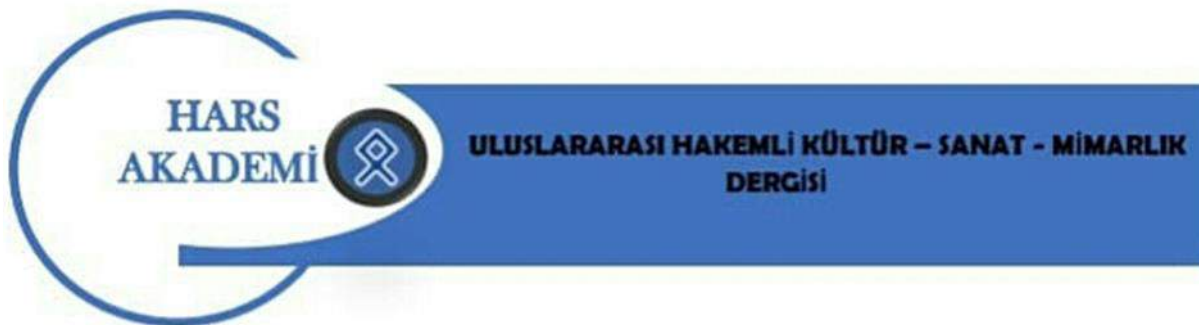 HARS
AKADEMİ
ULUSLARARASI HAKEMLİ KÜLTÜR – SANAT - MİMARLIK
DERGİSİ